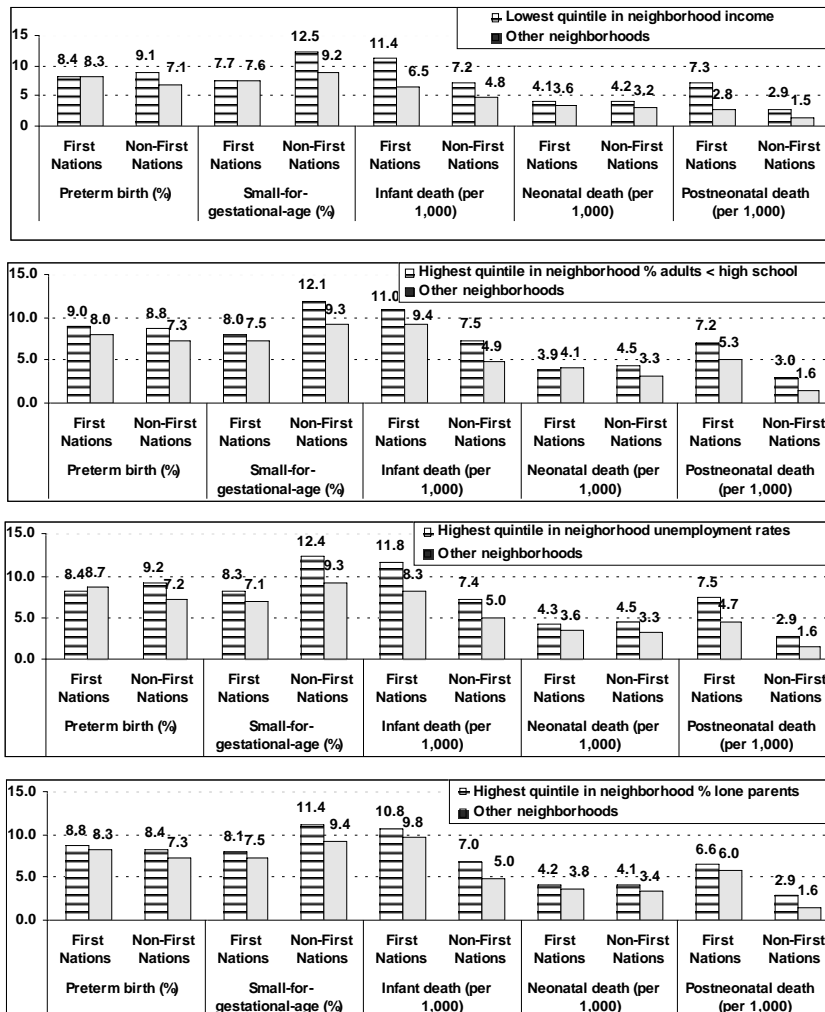 Lowest quintile in neighborhood income
Other neighborhoods
15
10
5
0
8.4 8.3 9.1 7.1 7.7 7.6 12.5 9.2 11.4 6.5 7.2 4.8 4.1 3.6 4.2 3.2 7.3 2.8 2.9 1.5
First Non-First First Non-First First Non-First First Non-First First Non-First
Nations Nations Nations Nations Nations Nations Nations Nations Nations Nations
Preterm birth (%) Small-for- Infant death (per Neonatal death (per Postneonatal death
gestational-age (%) 1,000) 1,000) (per 1,000)
Highest quintile in neighborhood % adults < high school
Other neighborhoods
15.0
10.0
5.0
0.0
9.0 8.0 8.8 7.3 8.0 7.5 12.1 9.3 11.0 9.4 7.5 4.9 3.9 4.1 4.5 3.3 7.2 5.3 3.0 1.6
First Non-First First Non-First First Non-First First Non-First First Non-First
Nations Nations Nations Nations Nations Nations Nations Nations Nations Nations
Preterm birth (%) Small-for- Infant death (per Neonatal death (per Postneonatal death
gestational-age (%) 1,000) 1,000) (per 1,000)
Highest quintile in neighorhood unemployment rates
Other neighborhoods
15.0
10.0
5.0
0.0
8.4 8.7 9.2 7.2 8.3 7.1 12.4 9.3 11.8 8.3 7.4 5.0 4.3 3.6 4.5 3.3 7.5 4.7 2.9 1.6
First Non-First First Non-First First Non-First First Non-First First Non-First
Nations Nations Nations Nations Nations Nations Nations Nations Nations Nations
Preterm birth (%) Small-for- Infant death (per Neonatal death (per Postneonatal death
gestational-age (%) 1,000) 1,000) (per 1,000)
Highest quintile in neighborhood % lone parents
Other neighborhoods
15.0
10.0
5.0
0.0
8.8 8.3 8.4 7.3 8.1 7.5 11.4 9.4 10.8 9.8 7.0 5.0 4.2 3.8 4.1 3.4 6.6 6.0 2.9 1.6
First Non-First First Non-First First Non-First First Non-First First Non-First
Nations Nations Nations Nations Nations Nations Nations Nations Nations Nations
Preterm birth (%) Small-for- Infant death (per Neonatal death (per Postneonatal death
gestational-age (%) 1,000) 1,000) (per 1,000)